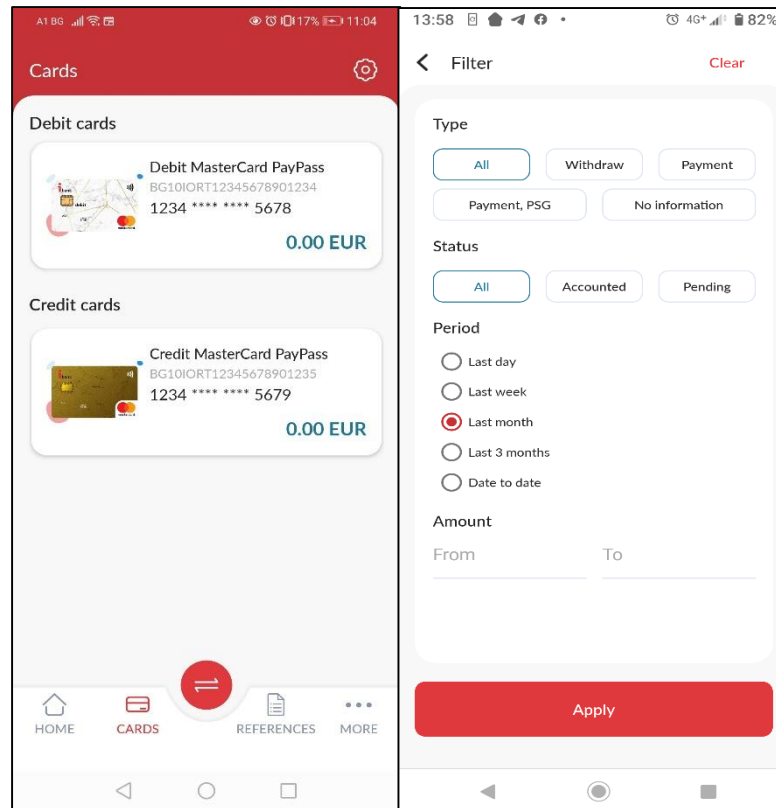 A1 BG 17% 11:04
Cards
Debit cards
Debit MasterCard PayPass
BG10IORT12345678901234
1234 **** **** 5678
0.00 EUR
Credit cards
Credit MasterCard PayPass
BG10IORT12345678901235
1234 **** **** 5679
0.00 EUR
HOME CARDS REFERENCES MORE
13:58 4G+ 82%
Filter Clear
Type
All Withdraw Payment
Payment, PSG No information
Status
All Accounted Pending
Period
Last day
Last week
Last month
Last 3 months
Date to date
Amount
From To
Apply